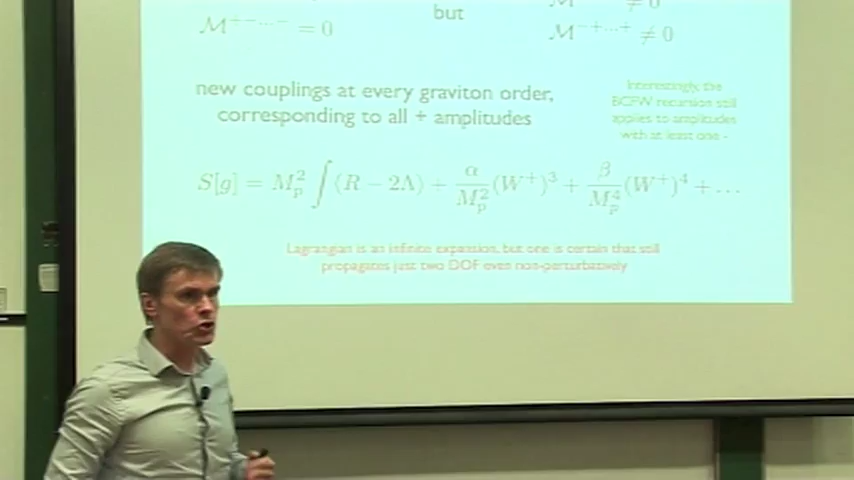 ≠ 0
M^{+−···−} = 0
but
M^{−+···+} ≠ 0
new couplings at every graviton order,
corresponding to all + amplitudes
Interestingly, the
BCFW recursion still
applies to amplitudes
with at least one -
S[g] = M_p^2 ∫ (R − 2Λ) + α/M_p^2 (W^+)^3 + β/M_p^4 (W^+)^4 + ...
Lagrangian is an infinite expansion, but one is certain that still
propagates just two DOF even non-perturbatively